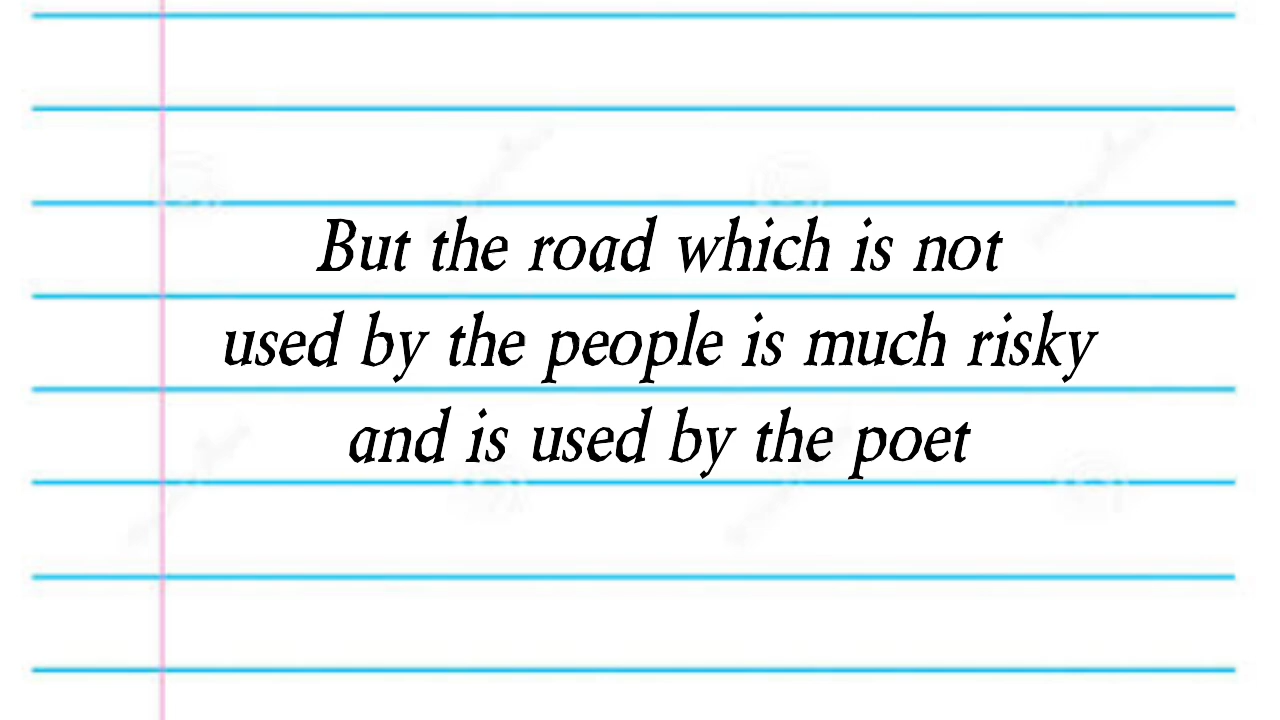 But the road which is not
used by the people is much risky
and is used by the poet